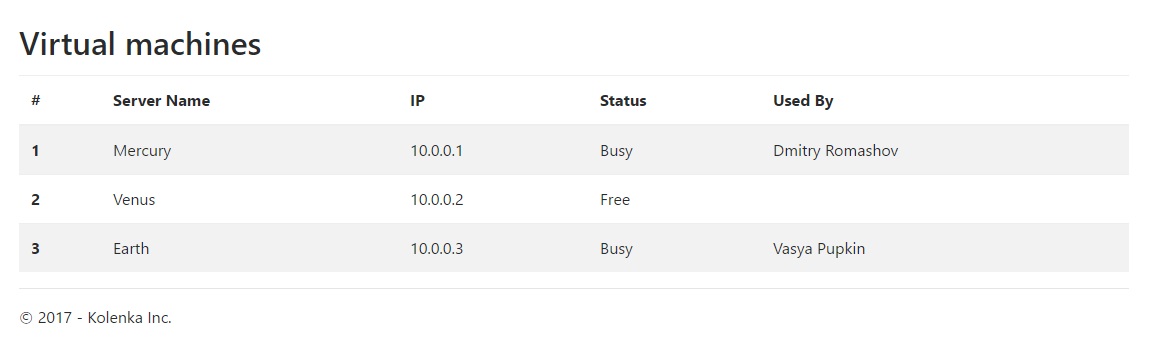 Virtual machines
# Server Name IP Status Used By
1 Mercury 10.0.0.1 Busy Dmitry Romashov
2 Venus 10.0.0.2 Free
3 Earth 10.0.0.3 Busy Vasya Pupkin
© 2017 - Kolenka Inc.